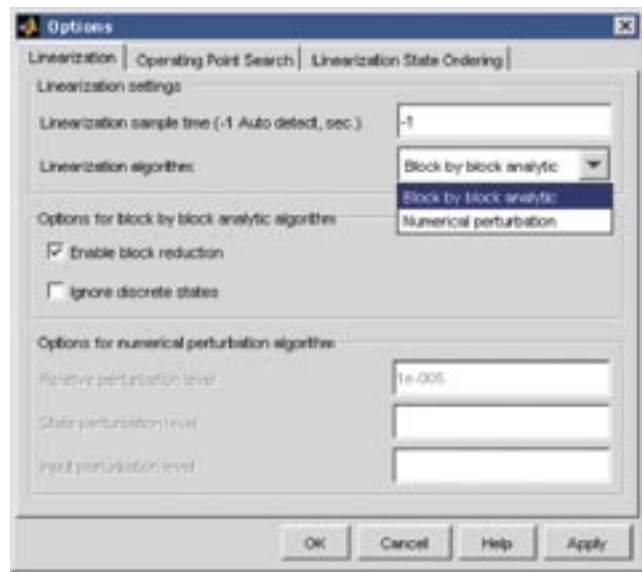 Options
Linearization Operating Point Search Linearization State Ordering
Linearization settings
Linearization sample time (-1 Auto detect, sec.) -1
Linearization algorithm: Block by block analytic
Block by block analytic
Numerical perturbation
Options for block by block analytic algorithm
Enable block reduction
Ignore discrete states
Options for numerical perturbation algorithm
Relative perturbation level 1e-005
State perturbation level
Input perturbation level
OK Cancel Help Apply